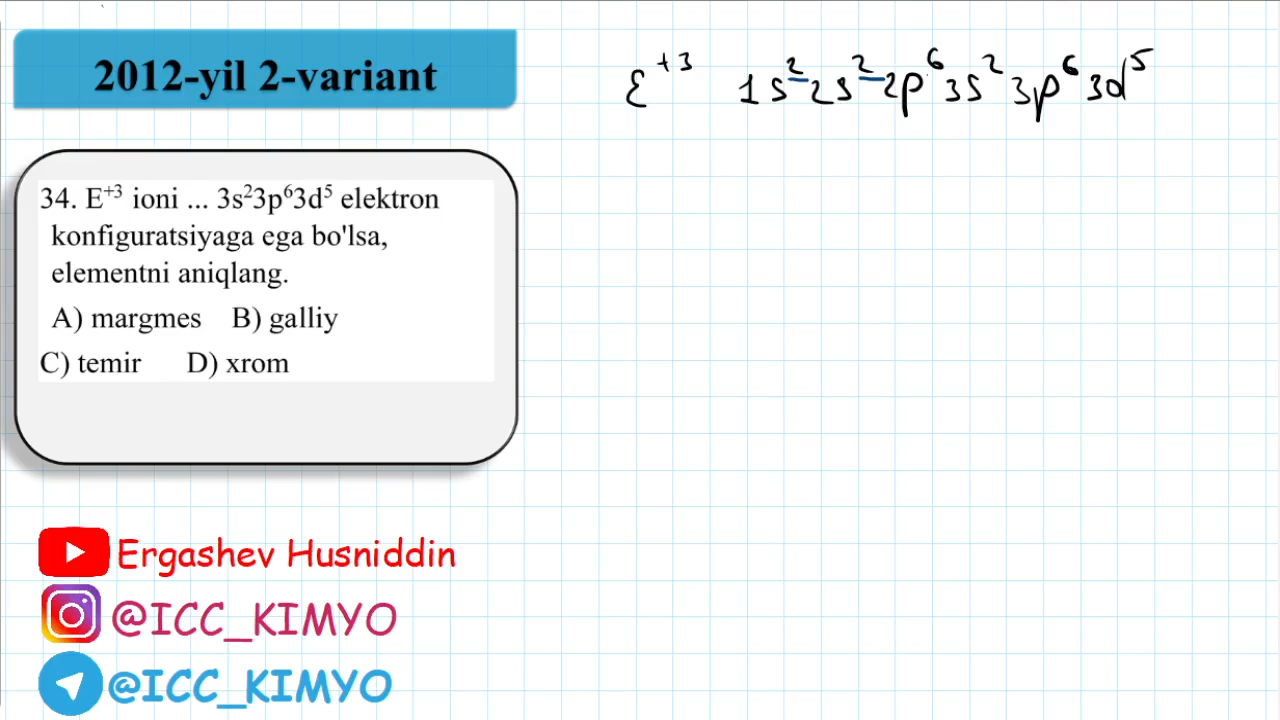 2012-yil 2-variant
E⁺³ 1s²2s²2p⁶3s²3p⁶3d⁵
34. E⁺³ ioni ... 3s²3p⁶3d⁵ elektron
konfiguratsiyaga ega bo'lsa,
elementni aniqlang.
A) margmes B) galliy
C) temir D) xrom
Ergashev Husniddin
@ICC_KIMYO
@ICC_KIMYO